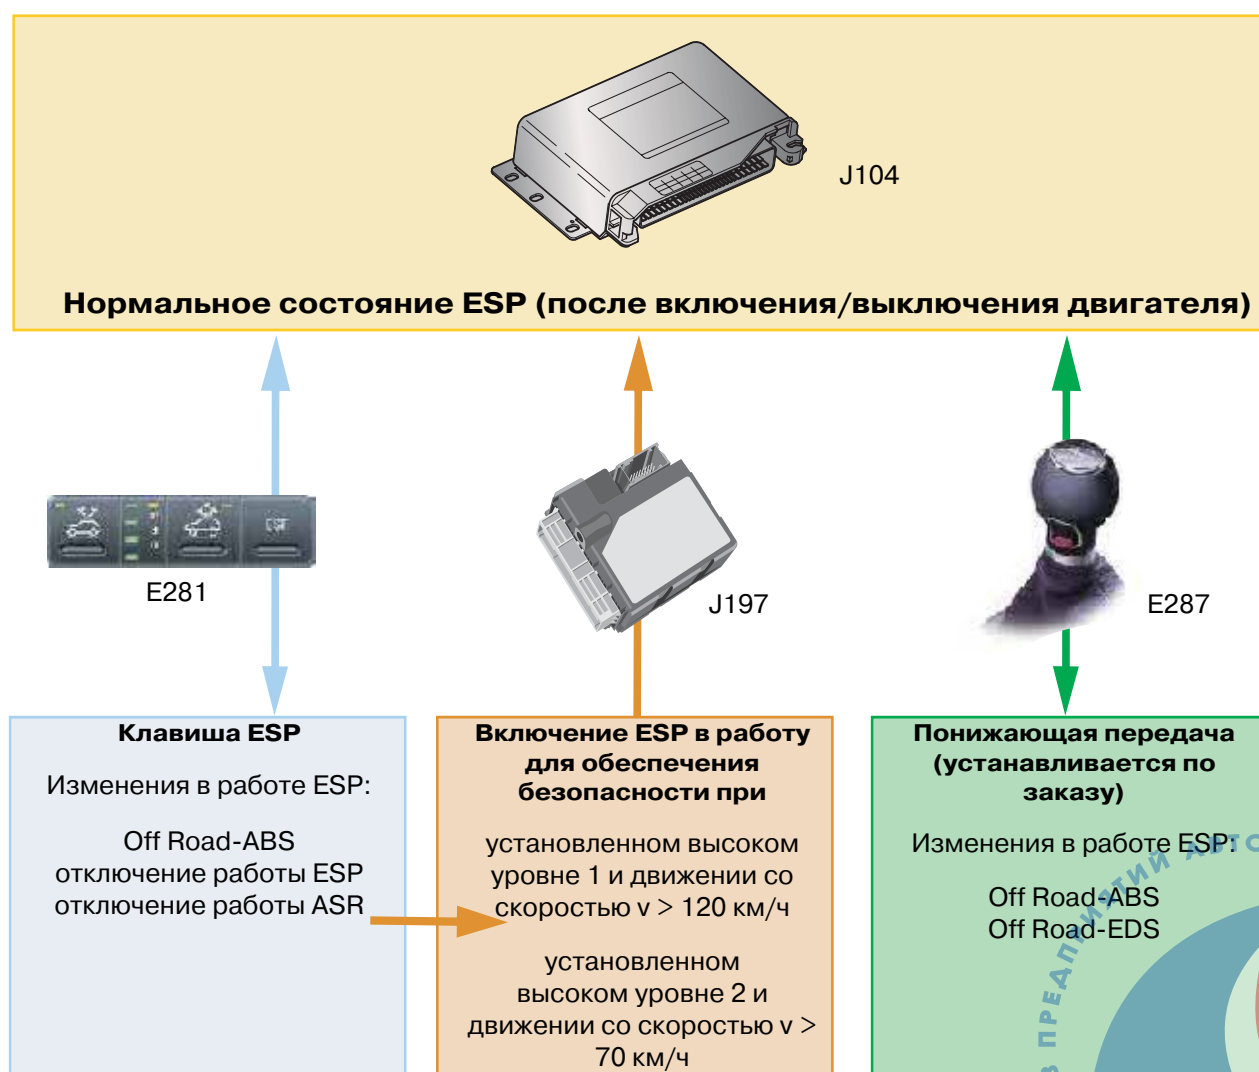 J104
Нормальное состояние ESP (после включения/выключения двигателя)
E281
J197
E287
Клавиша ESP
Изменения в работе ESP:
Off Road-ABS
отключение работы ESP
отключение работы ASR
Включение ESP в работу
для обеспечения
безопасности при
установленном высоком
уровне 1 и движении со
скоростью v > 120 км/ч
установленном
высоком уровне 2 и
движении со скоростью v >
70 км/ч
Понижающая передача
(устанавливается по
заказу)
Изменения в работе ESP:
Off Road-ABS
Off Road-EDS
В ПРЕДПРИЯТИЙ АВТО